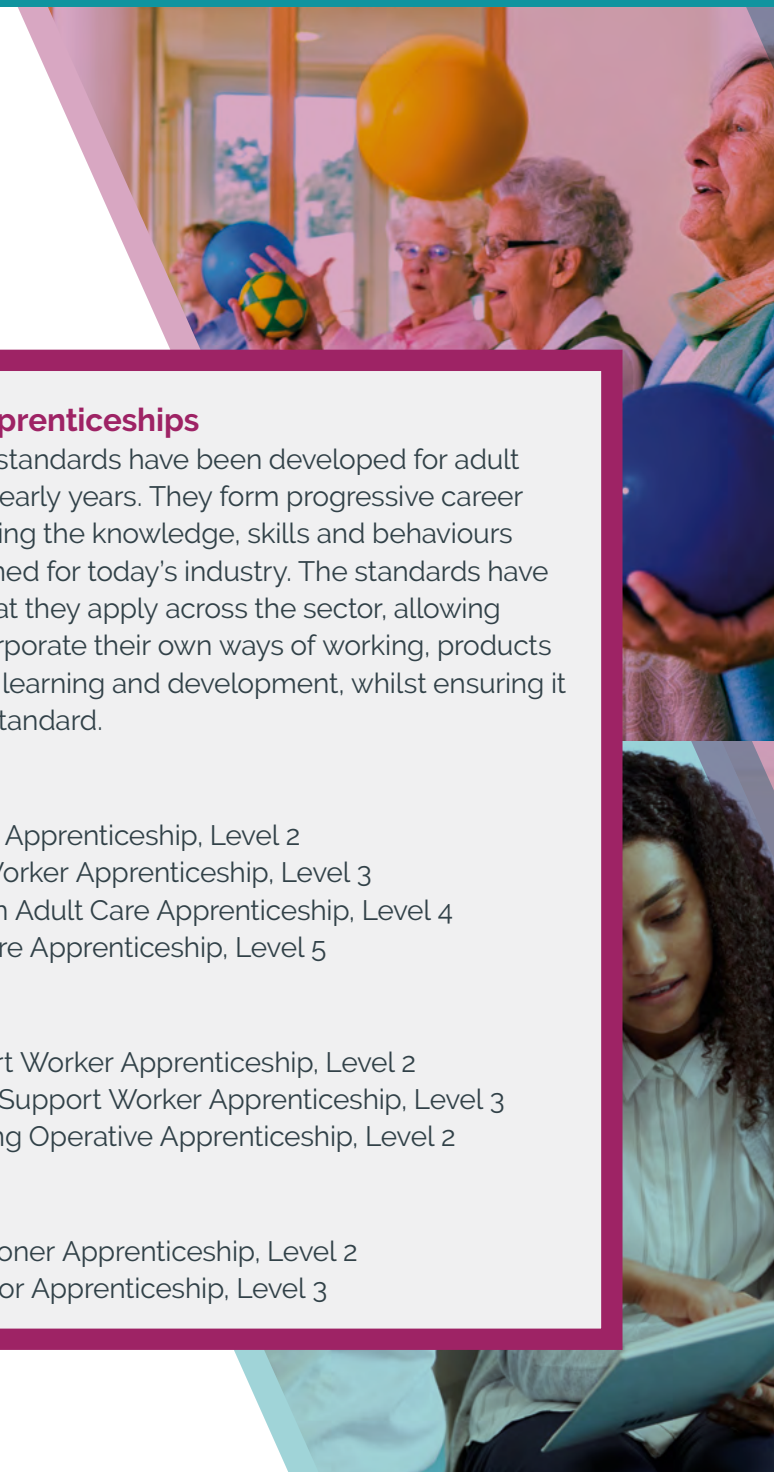 prenticeships
standards have been developed for adult
early years. They form progressive career
ing the knowledge, skills and behaviours
ned for today's industry. The standards have
at they apply across the sector, allowing
rporate their own ways of working, products
learning and development, whilst ensuring it
tandard.
Apprenticeship, Level 2
orker Apprenticeship, Level 3
n Adult Care Apprenticeship, Level 4
re Apprenticeship, Level 5
rt Worker Apprenticeship, Level 2
Support Worker Apprenticeship, Level 3
ng Operative Apprenticeship, Level 2
oner Apprenticeship, Level 2
or Apprenticeship, Level 3